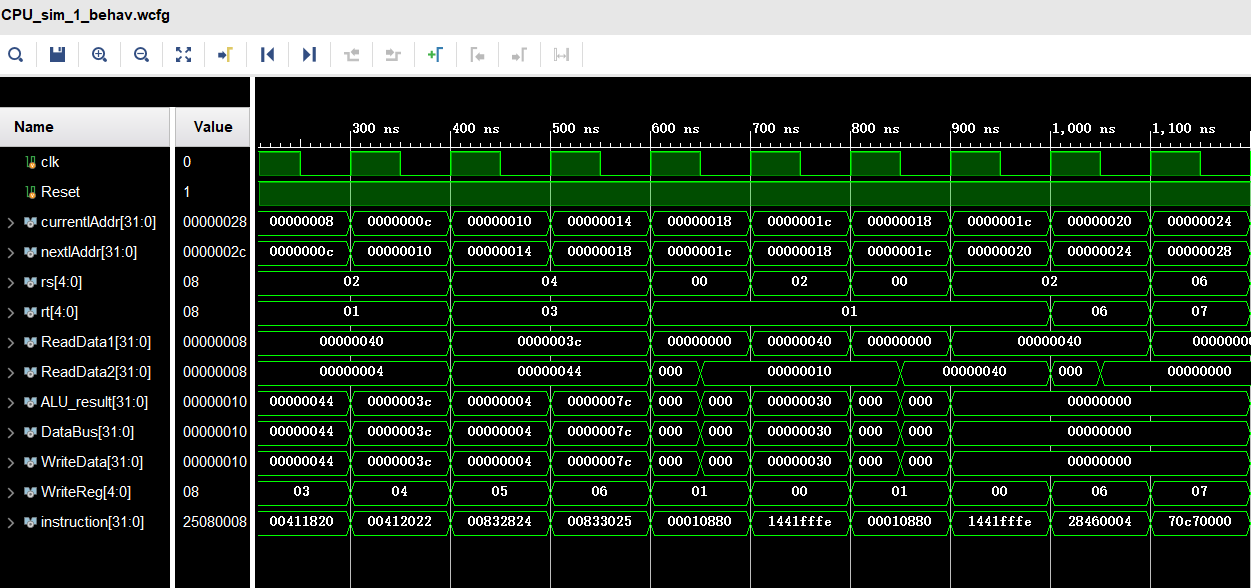 CPU_sim_1_behav.wcfg
Name Value 300 ns 400 ns 500 ns 600 ns 700 ns 800 ns 900 ns 1,000 ns 1,100 ns
clk 0
Reset 1
currentIAddr[31:0] 00000028 00000008 0000000c 00000010 00000014 00000018 0000001c 00000018 0000001c 00000020 00000024
nextIAddr[31:0] 0000002c 0000000c 00000010 00000014 00000018 0000001c 00000018 0000001c 00000020 00000024 00000028
rs[4:0] 08 02 04 00 02 00 02 06
rt[4:0] 08 01 03 01 06 07
ReadData1[31:0] 00000008 00000040 0000003c 00000000 00000040 00000000 00000040 0000000
ReadData2[31:0] 00000008 00000004 00000044 000 00000010 00000040 000 00000000
ALU_result[31:0] 00000010 00000044 0000003c 00000004 0000007c 000 000 00000030 000 000 00000000
DataBus[31:0] 00000010 00000044 0000003c 00000004 0000007c 000 000 00000030 000 000 00000000
WriteData[31:0] 00000010 00000044 0000003c 00000004 0000007c 000 000 00000030 000 000 00000000
WriteReg[4:0] 08 03 04 05 06 01 00 01 00 06 07
instruction[31:0] 25080008 00411820 00412022 00832824 00833025 00010880 1441fffe 00010880 1441fffe 28460004 70c70000